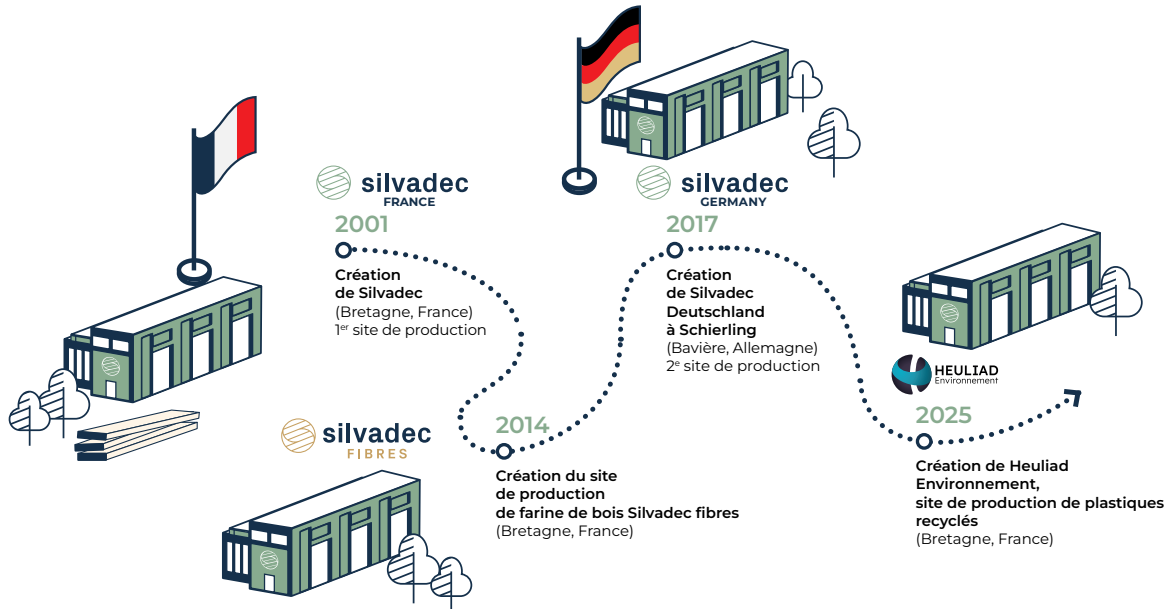 silvadec
FRANCE
2001
Création
de Silvadec
(Bretagne, France)
1er site de production
silvadec
FIBRES
2014
Création du site
de production
de farine de bois Silvadec fibres
(Bretagne, France)
silvadec
GERMANY
2017
Création
de Silvadec
Deutschland
à Schierling
(Bavière, Allemagne)
2e site de production
HEULIAD
Environnement
2025
Création de Heuliad
Environnement,
site de production de plastiques
recyclés
(Bretagne, France)